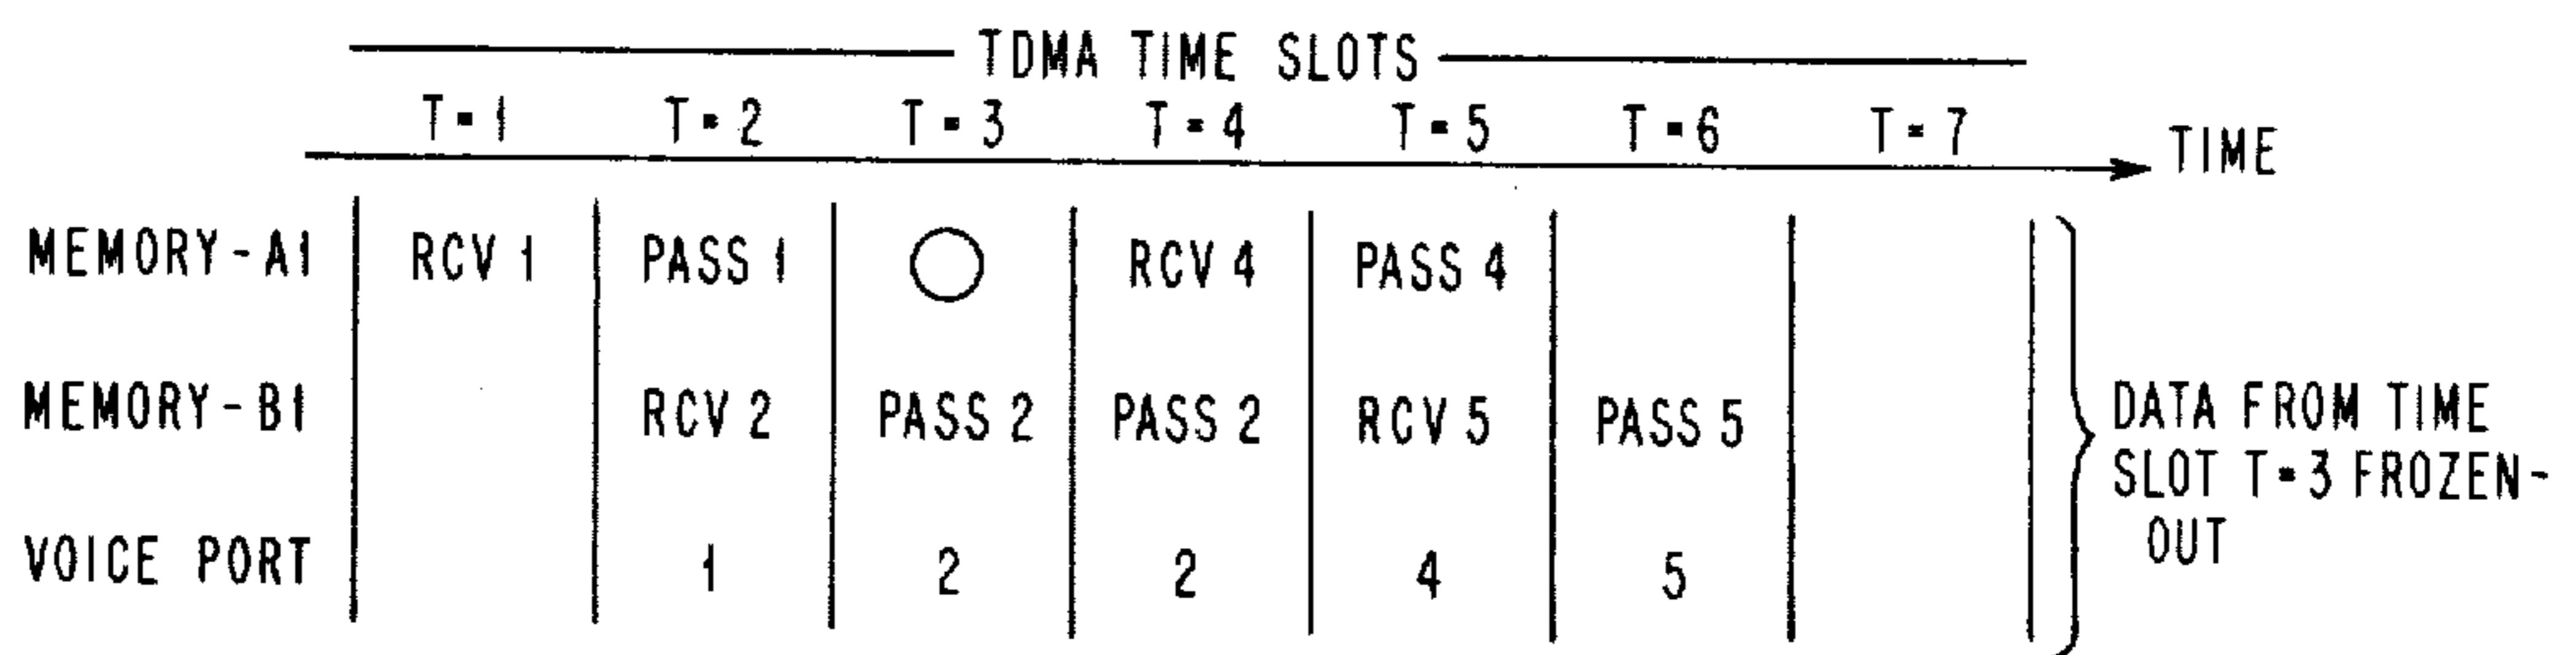 TDMA TIME SLOTS
T=1 T=2 T=3 T=4 T=5 T=6 T=7 TIME
MEMORY-A1 RCV 1 PASS 1 RCV 4 PASS 4
MEMORY-B1 RCV 2 PASS 2 PASS 2 RCV 5 PASS 5
VOICE PORT 1 2 2 4 5
DATA FROM TIME
SLOT T=3 FROZEN-
OUT